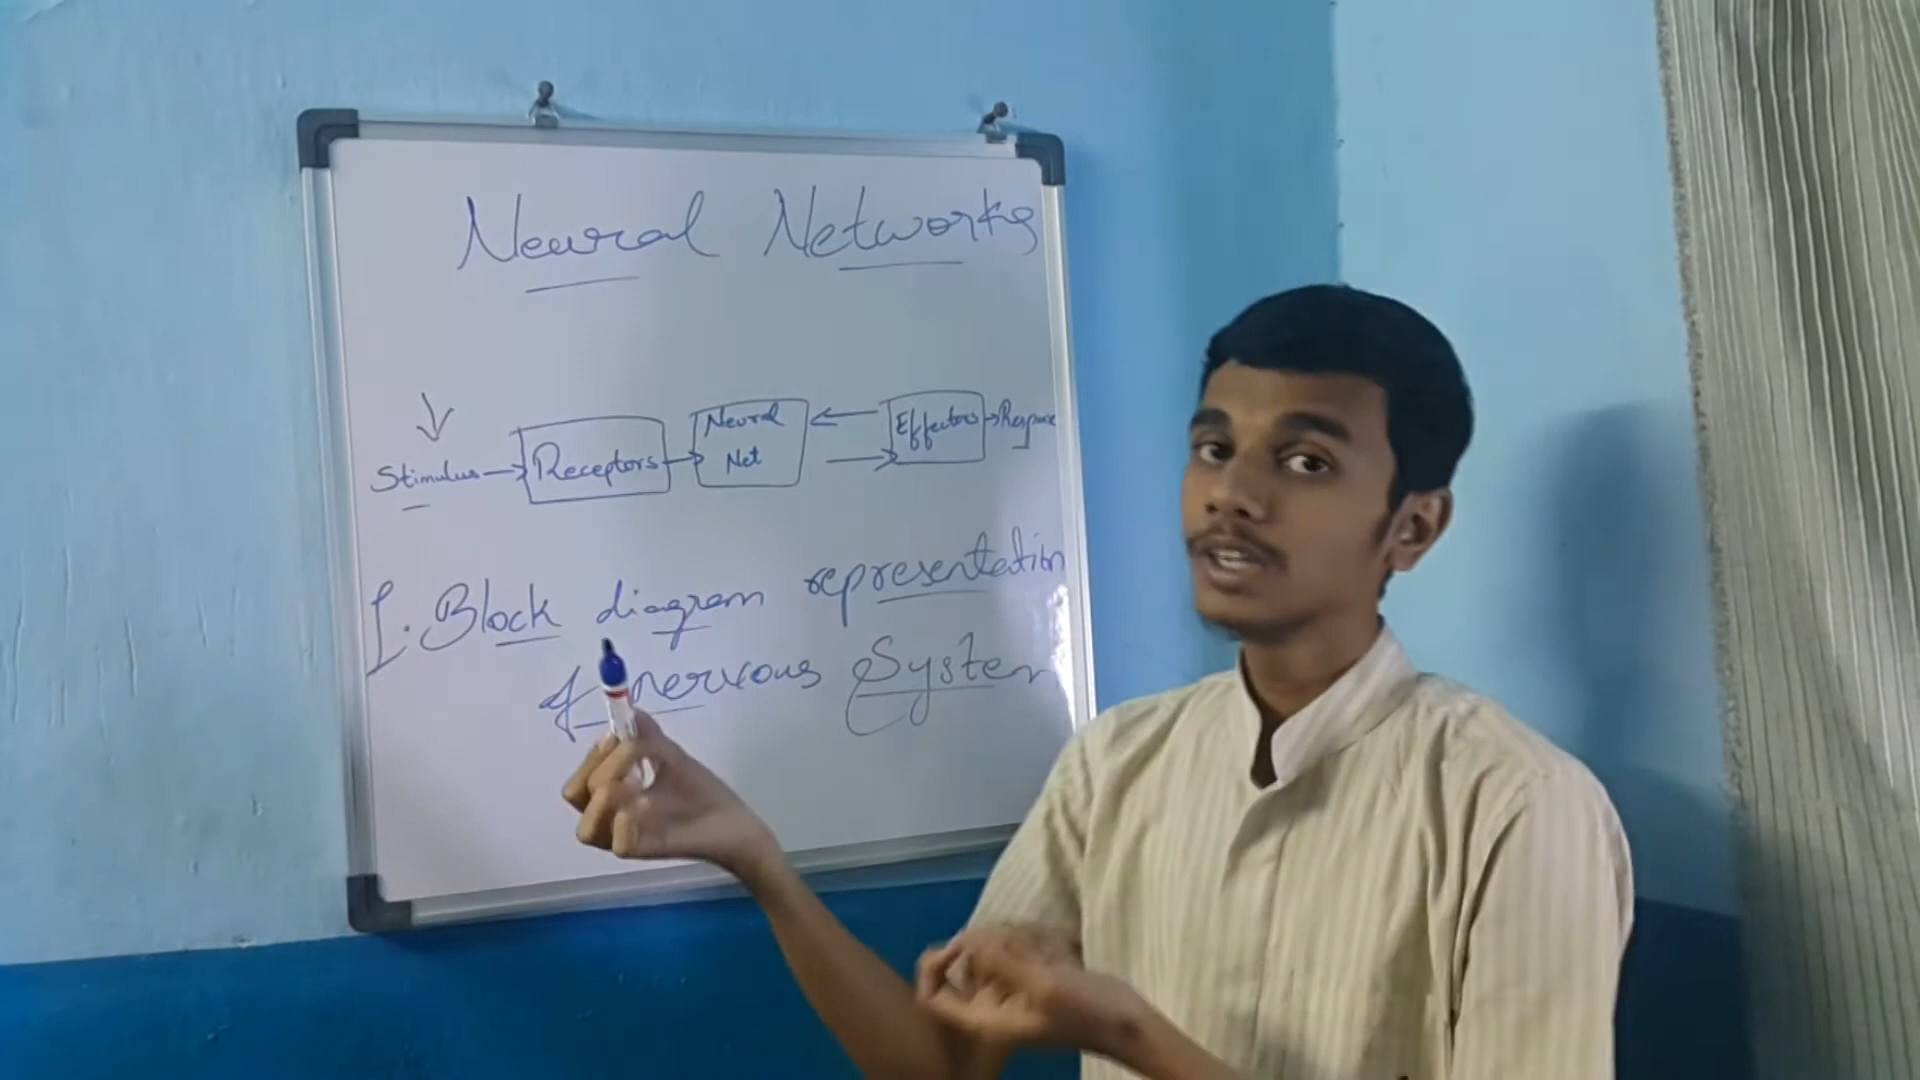 Neural Networks
Stimulus Receptors Neural Net Effectors Response
1. Block diagram representation
of nervous System